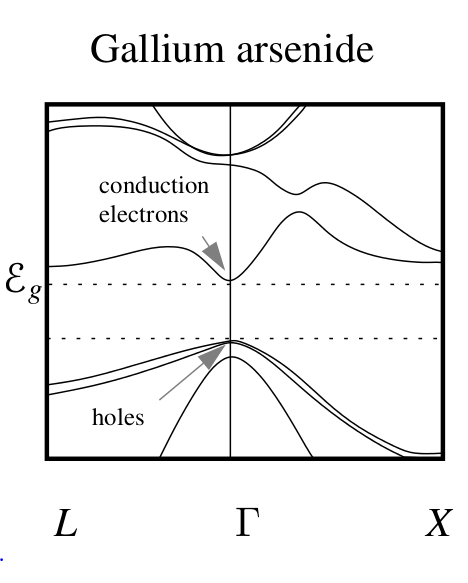 Gallium arsenide
conduction
electrons
ℰg
holes
L Γ X